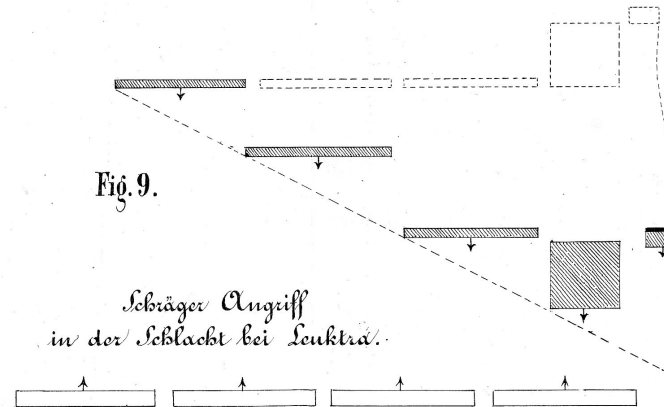 Fig. 9.
Schräger Angriff
in der Schlacht bei Leuktra.